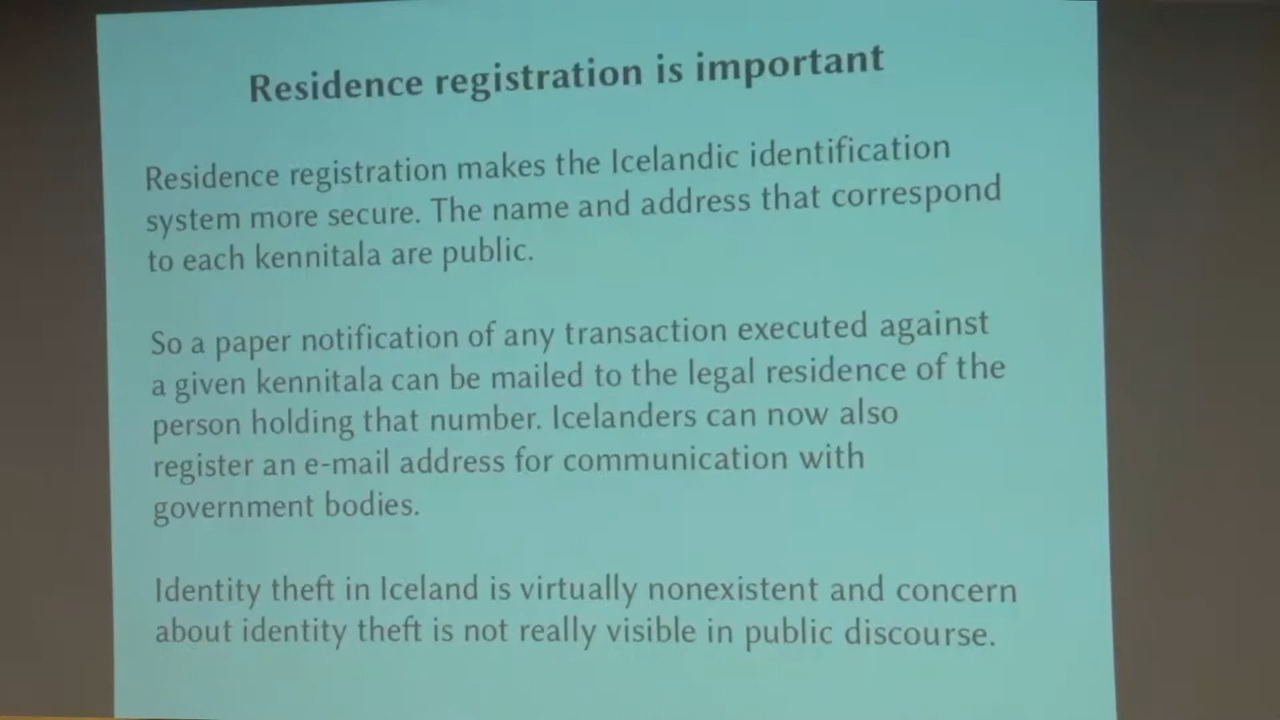 Residence registration is important
Residence registration makes the Icelandic identification
system more secure. The name and address that correspond
to each kennitala are public.
So a paper notification of any transaction executed against
a given kennitala can be mailed to the legal residence of the
person holding that number. Icelanders can now also
register an e-mail address for communication with
government bodies.
Identity theft in Iceland is virtually nonexistent and concern
about identity theft is not really visible in public discourse.